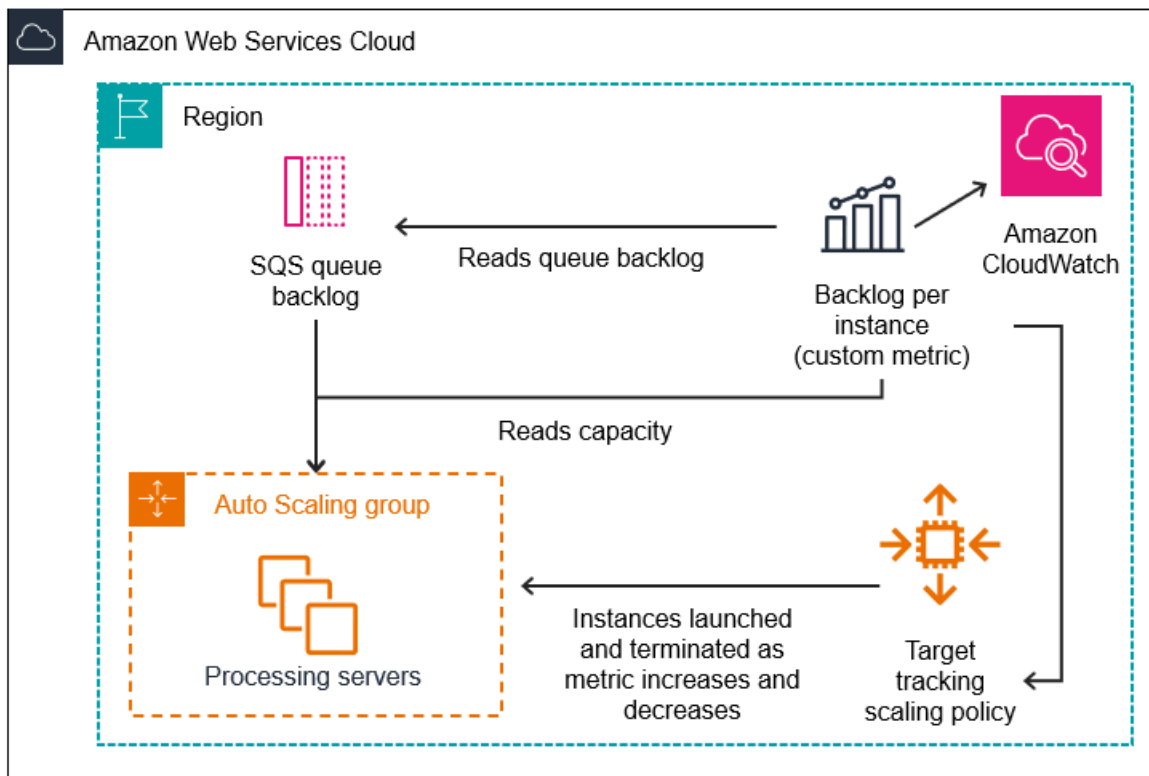 Amazon Web Services Cloud
Region
SQS queue
backlog
Reads queue backlog
Backlog per
instance
(custom metric)
Amazon
CloudWatch
Reads capacity
Auto Scaling group
Processing servers
Instances launched
and terminated as
metric increases and
decreases
Target
tracking
scaling policy